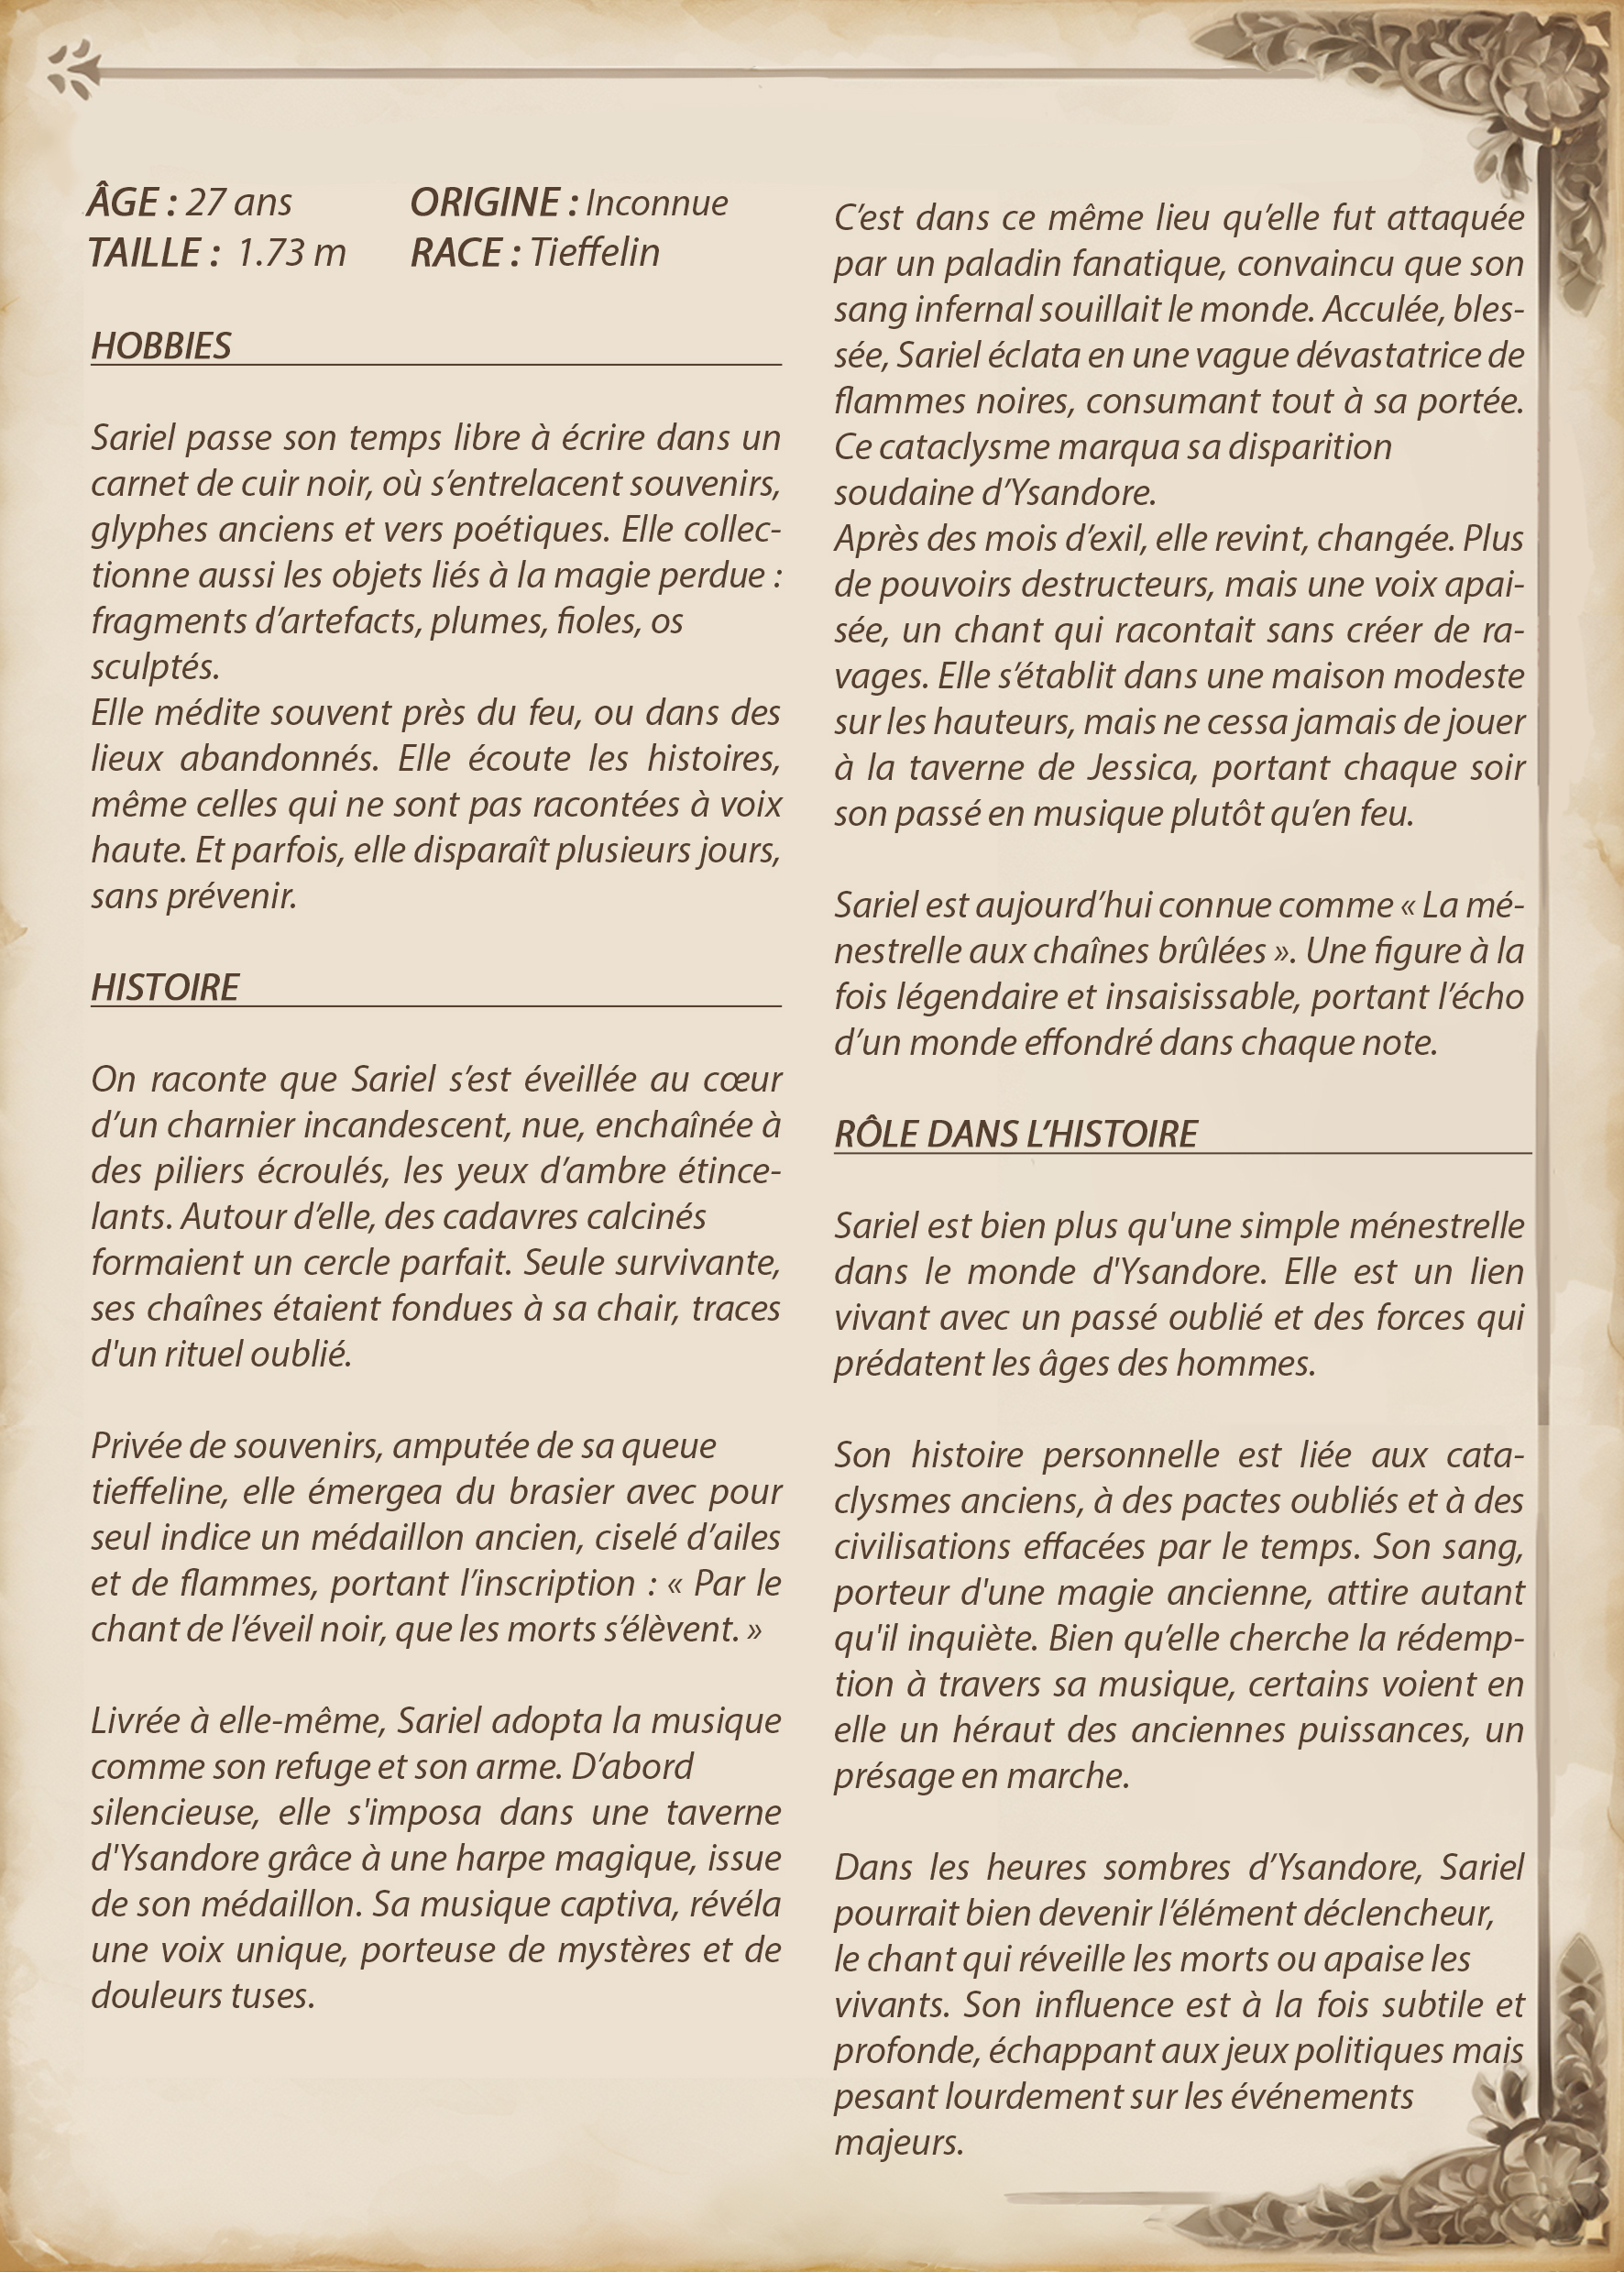 ÂGE : 27 ans ORIGINE : Inconnue
TAILLE : 1.73 m RACE : Tieffelin
HOBBIES
Sariel passe son temps libre à écrire dans un
carnet de cuir noir, où s’entrelacent souvenirs,
glyphes anciens et vers poétiques. Elle collec-
tionne aussi les objets liés à la magie perdue :
fragments d’artefacts, plumes, fioles, os
sculptés.
Elle médite souvent près du feu, ou dans des
lieux abandonnés. Elle écoute les histoires,
même celles qui ne sont pas racontées à voix
haute. Et parfois, elle disparaît plusieurs jours,
sans prévenir.
HISTOIRE
On raconte que Sariel s’est éveillée au cœur
d’un charnier incandescent, nue, enchaînée à
des piliers écroulés, les yeux d’ambre étince-
lants. Autour d’elle, des cadavres calcinés
formaient un cercle parfait. Seule survivante,
ses chaînes étaient fondues à sa chair, traces
d'un rituel oublié.
Privée de souvenirs, amputée de sa queue
tieffeline, elle émergea du brasier avec pour
seul indice un médaillon ancien, ciselé d’ailes
et de flammes, portant l’inscription : « Par le
chant de l’éveil noir, que les morts s’élèvent. »
Livrée à elle-même, Sariel adopta la musique
comme son refuge et son arme. D’abord
silencieuse, elle s'imposa dans une taverne
d'Ysandore grâce à une harpe magique, issue
de son médaillon. Sa musique captiva, révéla
une voix unique, porteuse de mystères et de
douleurs tuses.
C’est dans ce même lieu qu’elle fut attaquée
par un paladin fanatique, convaincu que son
sang infernal souillait le monde. Acculée, bles-
sée, Sariel éclata en une vague dévastatrice de
flammes noires, consumant tout à sa portée.
Ce cataclysme marqua sa disparition
soudaine d’Ysandore.
Après des mois d’exil, elle revint, changée. Plus
de pouvoirs destructeurs, mais une voix apai-
sée, un chant qui racontait sans créer de ra-
vages. Elle s’établit dans une maison modeste
sur les hauteurs, mais ne cessa jamais de jouer
à la taverne de Jessica, portant chaque soir
son passé en musique plutôt qu’en feu.
Sariel est aujourd’hui connue comme « La mé-
nestrelle aux chaînes brûlées ». Une figure à la
fois légendaire et insaisissable, portant l’écho
d’un monde effondré dans chaque note.
RÔLE DANS L’HISTOIRE
Sariel est bien plus qu'une simple ménestrelle
dans le monde d'Ysandore. Elle est un lien
vivant avec un passé oublié et des forces qui
prédatent les âges des hommes.
Son histoire personnelle est liée aux cata-
clysmes anciens, à des pactes oubliés et à des
civilisations effacées par le temps. Son sang,
porteur d'une magie ancienne, attire autant
qu'il inquiète. Bien qu’elle cherche la rédemp-
tion à travers sa musique, certains voient en
elle un héraut des anciennes puissances, un
présage en marche.
Dans les heures sombres d’Ysandore, Sariel
pourrait bien devenir l’élément déclencheur,
le chant qui réveille les morts ou apaise les
vivants. Son influence est à la fois subtile et
profonde, échappant aux jeux politiques mais
pesant lourdement sur les événements
majeurs.